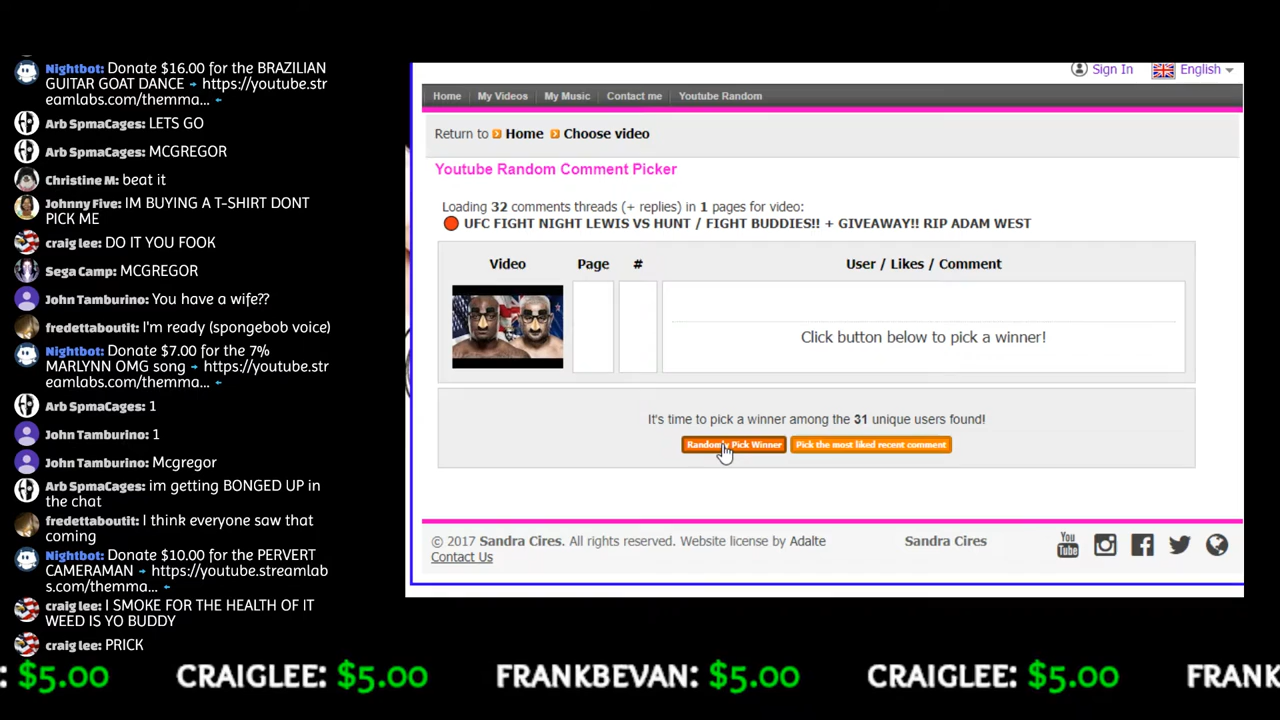 Nightbot: Donate $16.00 for the BRAZILIAN
GUITAR GOAT DANCE → https://youtube.str
eamlabs.com/themma... ←
Arb SpmaCages: LETS GO
Arb SpmaCages: MCGREGOR
Christine M: beat it
Johnny Five: IM BUYING A T-SHIRT DONT
PICK ME
craig lee: DO IT YOU FOOK
Sega Camp: MCGREGOR
John Tamburino: You have a wife??
fredettaboutit: I'm ready (spongebob voice)
Nightbot: Donate $7.00 for the 7%
MARLYNN OMG song → https://youtube.str
eamlabs.com/themma... ←
Arb SpmaCages: 1
John Tamburino: 1
John Tamburino: Mcgregor
Arb SpmaCages: im getting BONGED UP in
the chat
fredettaboutit: I think everyone saw that
coming
Nightbot: Donate $10.00 for the PERVERT
CAMERAMAN → https://youtube.streamlab
s.com/themma... ←
craig lee: I SMOKE FOR THE HEALTH OF IT
WEED IS YO BUDDY
craig lee: PRICK
Sign In English
Home My Videos My Music Contact me Youtube Random
Return to Home Choose video
Youtube Random Comment Picker
Loading 32 comments threads (+ replies) in 1 pages for video:
UFC FIGHT NIGHT LEWIS VS HUNT / FIGHT BUDDIES!! + GIVEAWAY!! RIP ADAM WEST
Video Page # User / Likes / Comment
Click button below to pick a winner!
It's time to pick a winner among the 31 unique users found!
Randomly Pick Winner Pick the most liked recent comment
© 2017 Sandra Cires. All rights reserved. Website license by Adalte Sandra Cires You Tube
Contact Us
: $5.00 CRAIGLEE: $5.00 FRANKBEVAN: $5.00 CRAIGLEE: $5.00 FRANK